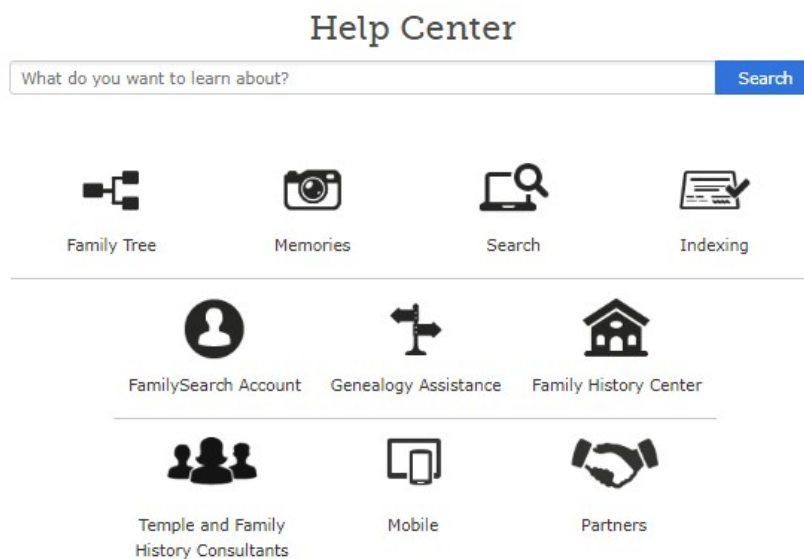 Help Center
What do you want to learn about?
Search
Family Tree
Memories
Search
Indexing
FamilySearch Account
Genealogy Assistance
Family History Center
Temple and Family
History Consultants
Mobile
Partners